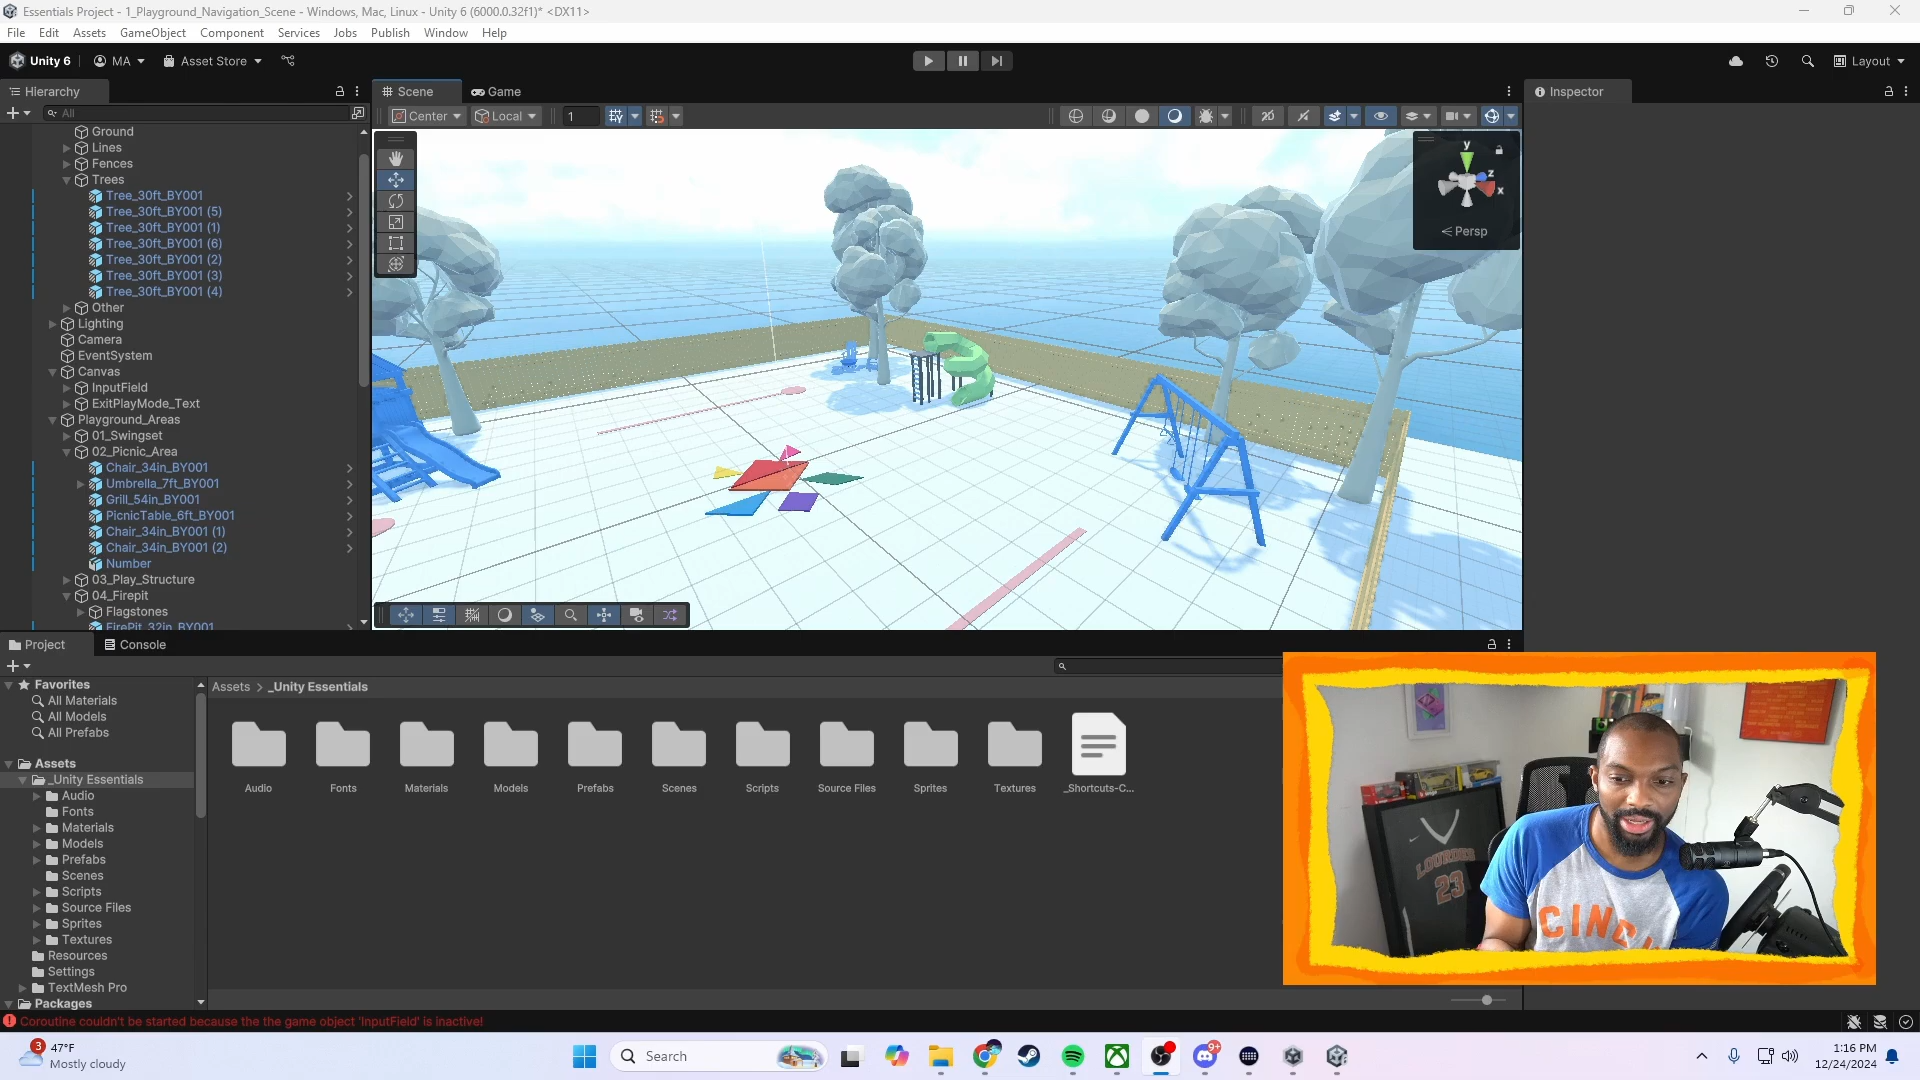 Essentials Project - 1_Playground_Navigation_Scene - Windows, Mac, Linux - Unity 6 (6000.0.32f1)* <DX11>
File Edit Assets GameObject Component Services Jobs Publish Window Help
Unity 6 MA Asset Store Layout
Hierarchy
All
Ground
Lines
Fences
Trees
Tree_30ft_BY001
Tree_30ft_BY001 (5)
Tree_30ft_BY001 (1)
Tree_30ft_BY001 (6)
Tree_30ft_BY001 (2)
Tree_30ft_BY001 (3)
Tree_30ft_BY001 (4)
Other
Lighting
Camera
EventSystem
Canvas
InputField
ExitPlayMode_Text
Playground_Areas
01_Swingset
02_Picnic_Area
Chair_34in_BY001
Umbrella_7ft_BY001
Grill_54in_BY001
PicnicTable_6ft_BY001
Chair_34in_BY001 (1)
Chair_34in_BY001 (2)
Number
03_Play_Structure
04_Firepit
Flagstones
FirePit_32in_BY001
Scene Game
Center Local 1
2D
y
z
x
Persp
Inspector
Project Console
Favorites
All Materials
All Models
All Prefabs
Assets
_Unity Essentials
Audio
Fonts
Materials
Models
Prefabs
Scenes
Scripts
Source Files
Sprites
Textures
Resources
Settings
TextMesh Pro
Packages
Assets > _Unity Essentials
Audio Fonts Materials Models Prefabs Scenes Scripts Source Files Sprites Textures _Shortcuts-C...
LOURDES
23
CINCI
Coroutine couldn't be started because the the game object 'InputField' is inactive!
3
47°F
Mostly cloudy
Search
9+
1:16 PM
12/24/2024